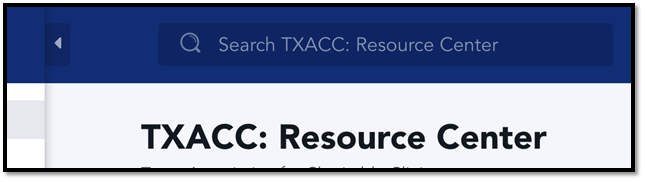 Search TXACC: Resource Center
TXACC: Resource Center